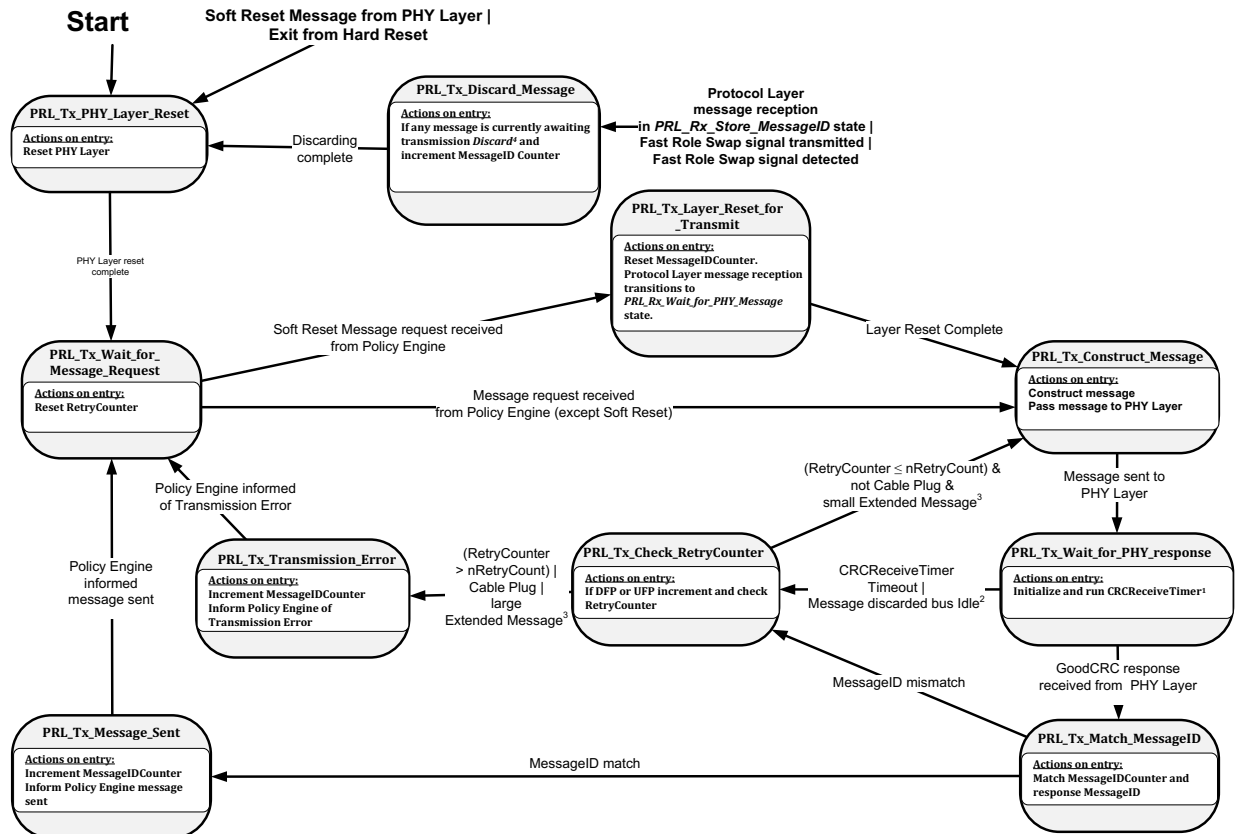 Start
Soft Reset Message from PHY Layer |
Exit from Hard Reset
PRL_Tx_PHY_Layer_Reset
Actions on entry:
Reset PHY Layer
Discarding
complete
PRL_Tx_Discard_Message
Actions on entry:
If any message is currently awaiting
transmission Discard⁴ and
increment MessageID Counter
Protocol Layer
message reception
in PRL_Rx_Store_MessageID state |
Fast Role Swap signal transmitted |
Fast Role Swap signal detected
PHY Layer reset
complete
PRL_Tx_Layer_Reset_for
_Transmit
Actions on entry:
Reset MessageIDCounter.
Protocol Layer message reception
transitions to
PRL_Rx_Wait_for_PHY_Message
state.
Soft Reset Message request received
from Policy Engine
Layer Reset Complete
PRL_Tx_Wait_for_
Message_Request
Actions on entry:
Reset RetryCounter
Message request received
from Policy Engine (except Soft Reset)
PRL_Tx_Construct_Message
Actions on entry:
Construct message
Pass message to PHY Layer
(RetryCounter ≤ nRetryCount) &
not Cable Plug &
small Extended Message³
Message sent to
PHY Layer
Policy Engine informed
of Transmission Error
PRL_Tx_Transmission_Error
Actions on entry:
Increment MessageIDCounter
Inform Policy Engine of
Transmission Error
(RetryCounter
> nRetryCount) |
Cable Plug |
large
Extended Message³
PRL_Tx_Check_RetryCounter
Actions on entry:
If DFP or UFP increment and check
RetryCounter
CRCReceiveTimer
Timeout |
Message discarded bus Idle²
PRL_Tx_Wait_for_PHY_response
Actions on entry:
Initialize and run CRCReceiveTimer¹
Policy Engine
informed
message sent
MessageID mismatch
GoodCRC response
received from PHY Layer
PRL_Tx_Message_Sent
Actions on entry:
Increment MessageIDCounter
Inform Policy Engine message
sent
MessageID match
PRL_Tx_Match_MessageID
Actions on entry:
Match MessageIDCounter and
response MessageID